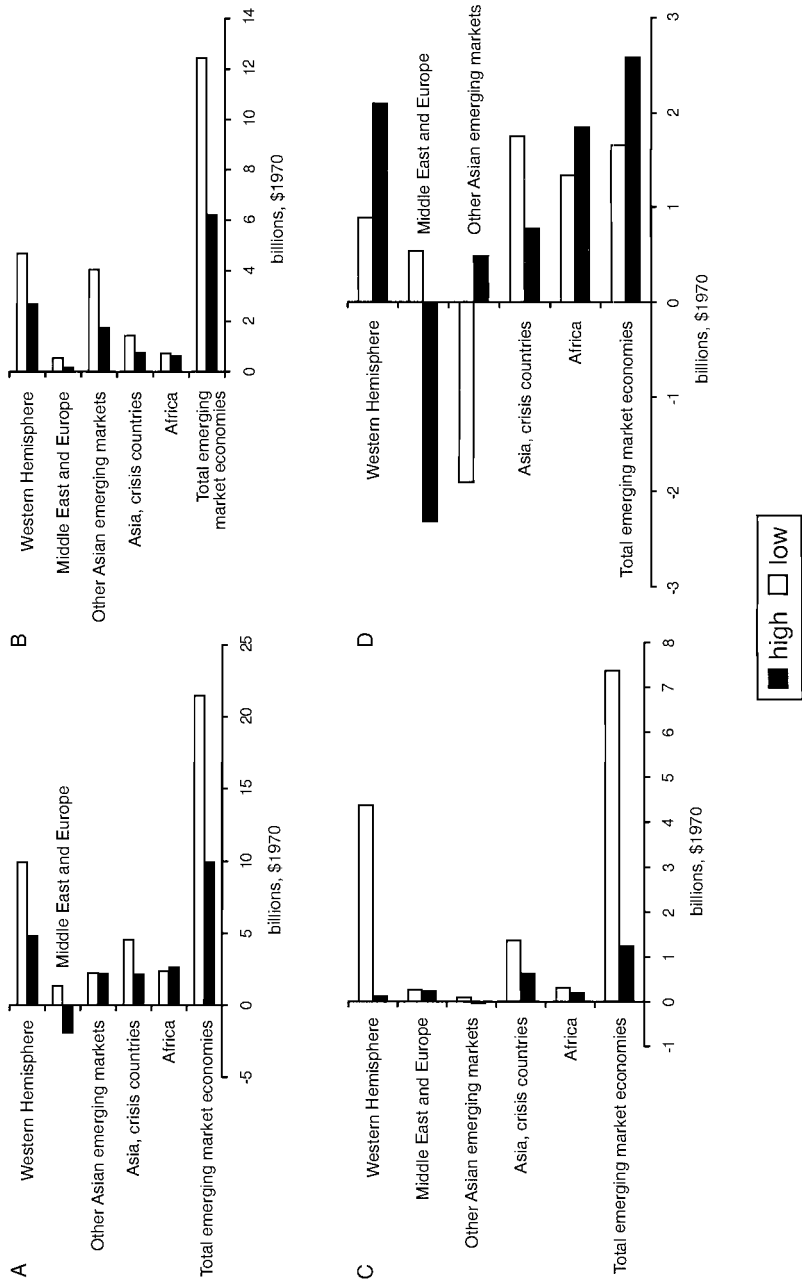 A
Western Hemisphere
Middle East and Europe
Other Asian emerging markets
Asia, crisis countries
Africa
Total emerging market economies
-5 0 5 10 15 20 25
billions, $1970
B
Western Hemisphere
Middle East and Europe
Other Asian emerging markets
Asia, crisis countries
Africa
Total emerging
market economies
0 2 4 6 8 10 12 14
billions, $1970
C
Western Hemisphere
Middle East and Europe
Other Asian emerging markets
Asia, crisis countries
Africa
Total emerging market economies
-1 0 1 2 3 4 5 6 7 8
billions, $1970
D
Western Hemisphere
Middle East and Europe
Other Asian emerging markets
Asia, crisis countries
Africa
Total emerging market economies
-3 -2 -1 0 1 2 3
billions, $1970
high low